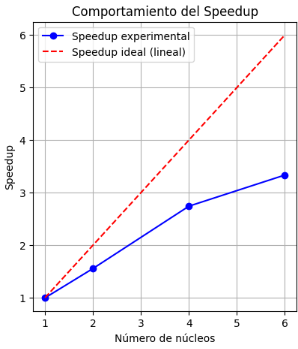 Comportamiento del Speedup
Speedup experimental
Speedup ideal (lineal)
6
5
4
3
2
1
Speedup
1 2 3 4 5 6
Número de núcleos